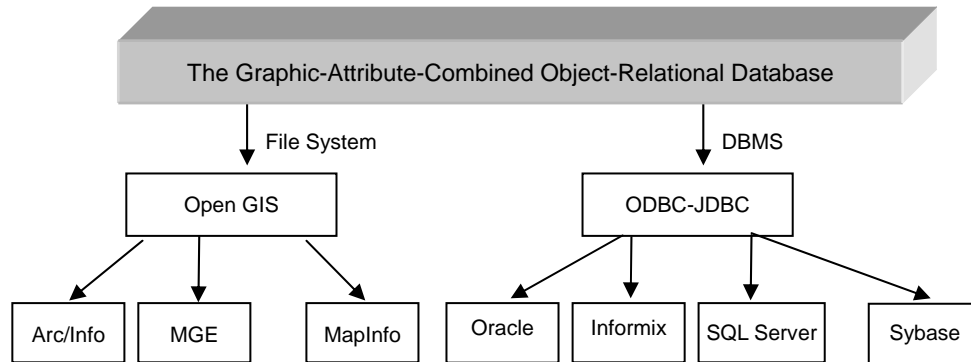 The Graphic-Attribute-Combined Object-Relational Database
File System
DBMS
Open GIS
ODBC-JDBC
Arc/Info
MGE
MapInfo
Oracle
Informix
SQL Server
Sybase